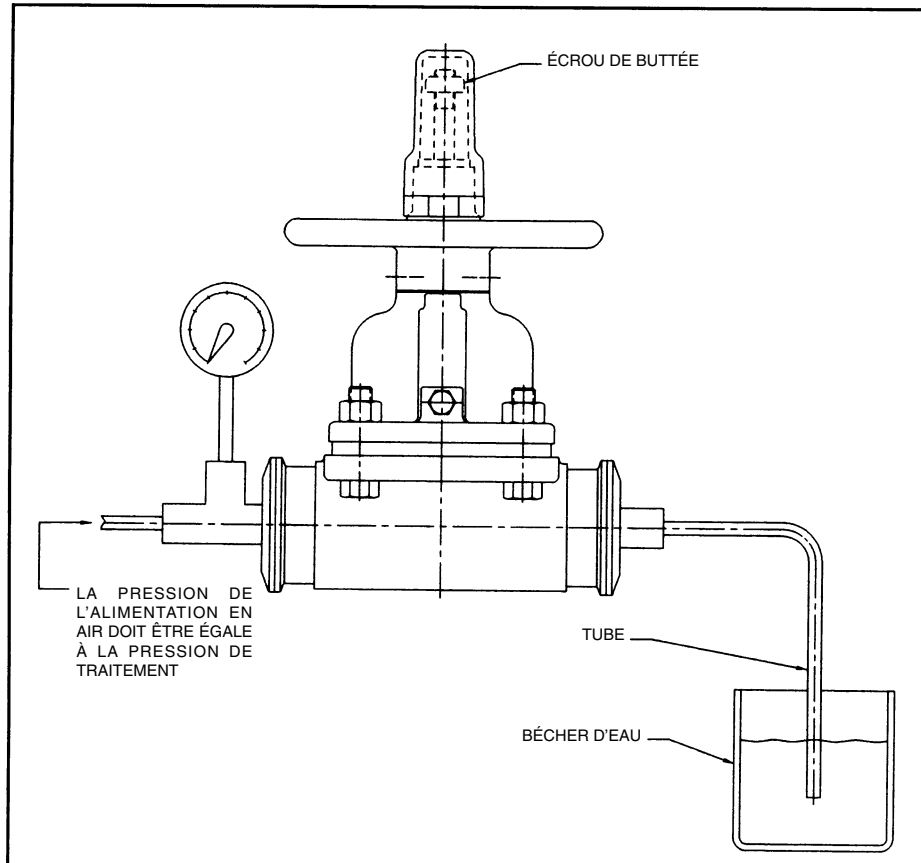 ÉCROU DE BUTTÉE
LA PRESSION DE
L'ALIMENTATION EN
AIR DOIT ÊTRE ÉGALE
À LA PRESSION DE
TRAITEMENT
TUBE
BÉCHER D'EAU